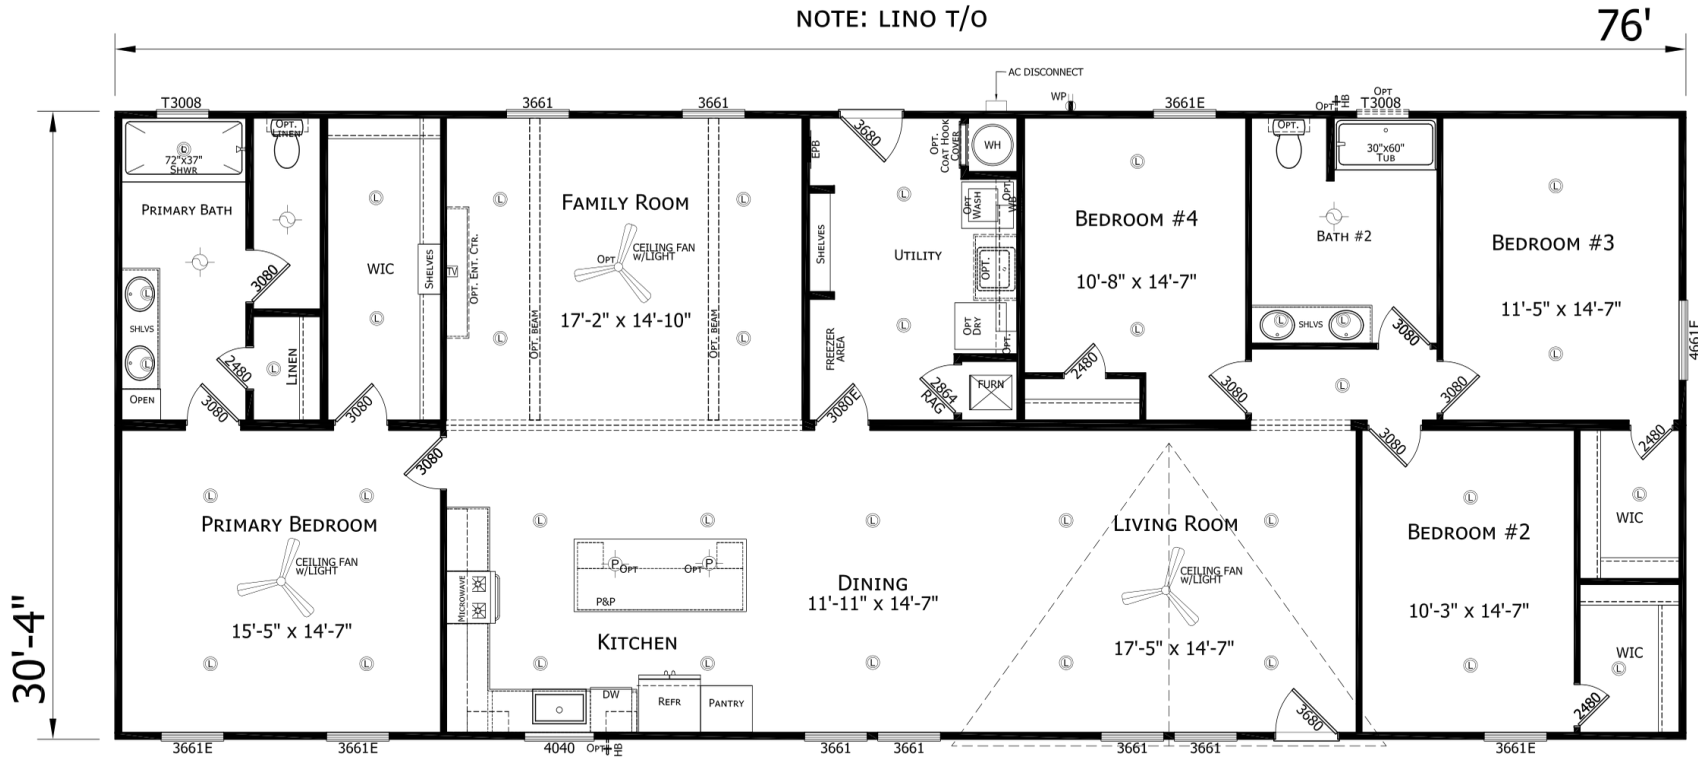 NOTE: LINO T/O
76'
30'-4"
AC DISCONNECT
WP
OPT
HB
OPT
T3008
T3008
3661
3661
3661E
3680
OPT. LINEN
L
72"x37"
SHWR
PRIMARY BATH
3080
SHLVS
2480
LINEN
OPEN
3080
WIC
SHELVES
3080
TV
OPT. ENT. CTR.
FAMILY ROOM
OPT
CEILING FAN
w/LIGHT
17'-2" x 14'-10"
OPT. BEAM
OPT. BEAM
EPB
OPT.
COAT HOOK
COVER
WH
SHELVES
UTILITY
OPT
WASH
OPT.
WB
OPT.
OPT
DRY
OPT.
FREEZER
AREA
3080E
2864
RAG
FURN
BEDROOM #4
10'-8" x 14'-7"
2480
3080
OPT.
30"x60"
TUB
BATH #2
SHLVS
3080
BEDROOM #3
11'-5" x 14'-7"
4661E
3080
2480
3080
3080
PRIMARY BEDROOM
CEILING FAN
w/LIGHT
15'-5" x 14'-7"
MICROWAVE
P OPT
OPT P
P&P
KITCHEN
DW
REFR
PANTRY
DINING
11'-11" x 14'-7"
LIVING ROOM
CEILING FAN
w/LIGHT
17'-5" x 14'-7"
3680
BEDROOM #2
10'-3" x 14'-7"
WIC
WIC
2480
3661E
3661E
4040
OPT
HB
3661
3661
3661
3661
3661E